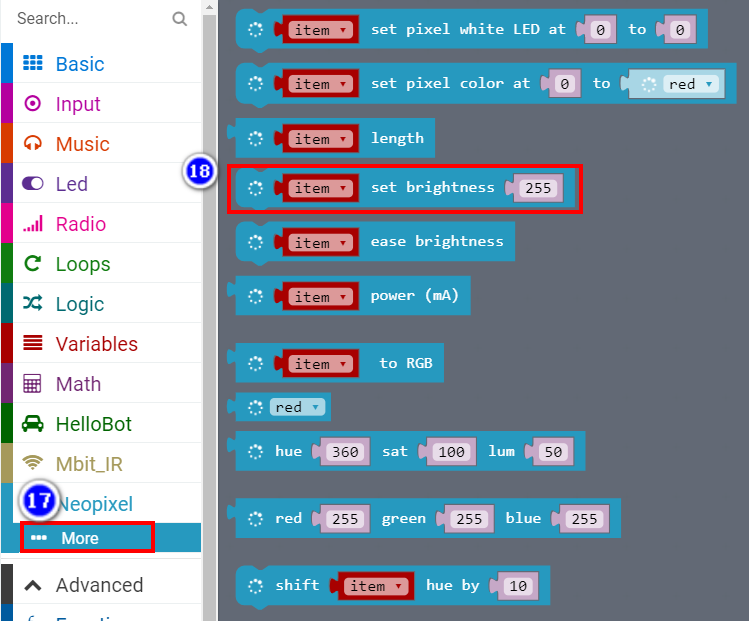 Search...
Basic
Input
Music
Led
Radio
Loops
Logic
Variables
Math
HelloBot
Mbit_IR
17 Neopixel
More
Advanced
item set pixel white LED at 0 to 0
item set pixel color at 0 to red
item length
18
item set brightness 255
item ease brightness
item power (mA)
item to RGB
red
hue 360 sat 100 lum 50
red 255 green 255 blue 255
shift item hue by 10